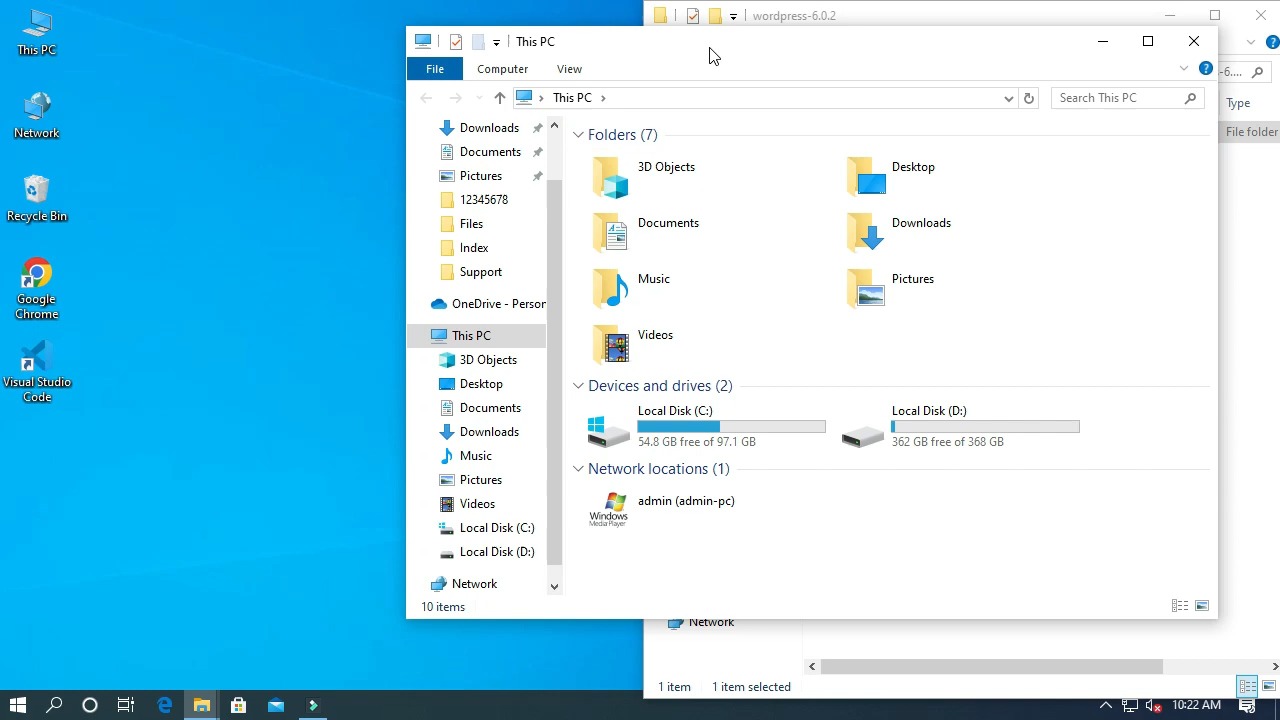 This PC
Network
Recycle Bin
Google
Chrome
Visual Studio
Code
wordpress-6.0.2
-6....
Type
File folder
This PC
File
Computer
View
This PC
Search This PC
Downloads
Documents
Pictures
12345678
Files
Index
Support
OneDrive - Person
This PC
3D Objects
Desktop
Documents
Downloads
Music
Pictures
Videos
Local Disk (C:)
Local Disk (D:)
Network
Folders (7)
3D Objects
Desktop
Documents
Downloads
Music
Pictures
Videos
Devices and drives (2)
Local Disk (C:)
54.8 GB free of 97.1 GB
Local Disk (D:)
362 GB free of 368 GB
Network locations (1)
Windows
Media Player
admin (admin-pc)
10 items
Network
1 item
1 item selected
10:22 AM